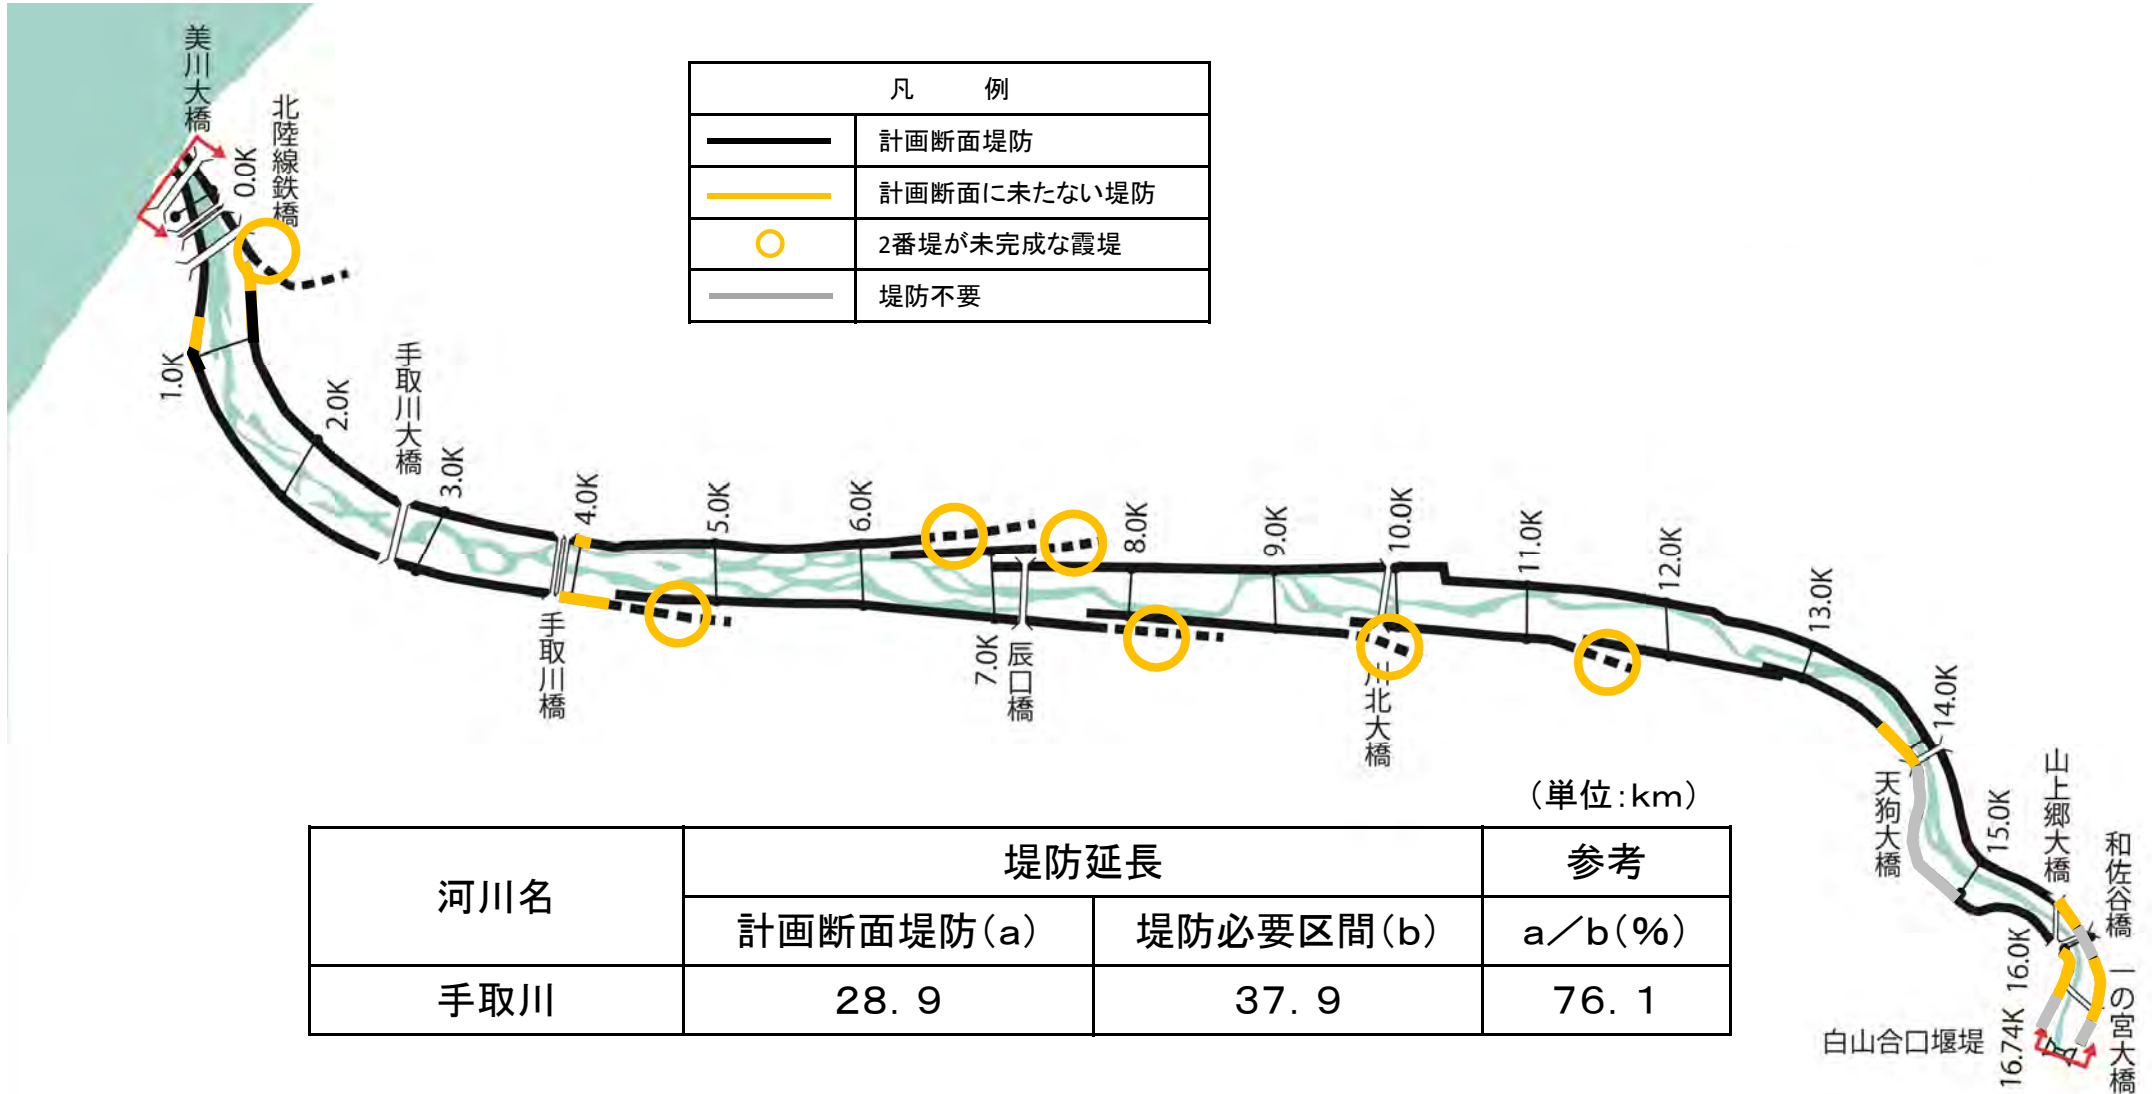 美川大橋
北陸線鉄橋
0.0K
凡　　例
計画断面堤防
計画断面に未たない堤防
2番堤が未完成な霞堤
堤防不要
1.0K
2.0K
手取川大橋
3.0K
4.0K
手取川橋
5.0K
6.0K
7.0K
辰口橋
8.0K
9.0K
10.0K
川北大橋
11.0K
12.0K
13.0K
14.0K
天狗大橋
15.0K
山上郷大橋
和佐谷橋
16.0K
一の宮大橋
16.74K
白山合口堰堤
（単位：km）
河川名
堤防延長
参考
計画断面堤防（a）
堤防必要区間（b）
a／b（％）
手取川
28．9
37．9
76．1